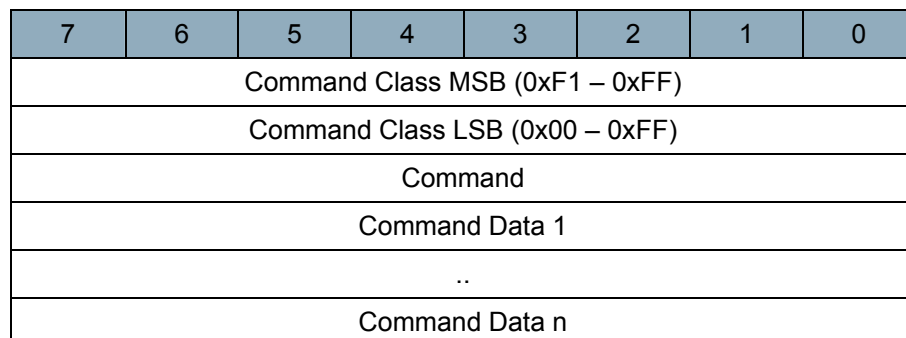 7 6 5 4 3 2 1 0
Command Class MSB (0xF1 – 0xFF)
Command Class LSB (0x00 – 0xFF)
Command
Command Data 1
..
Command Data n